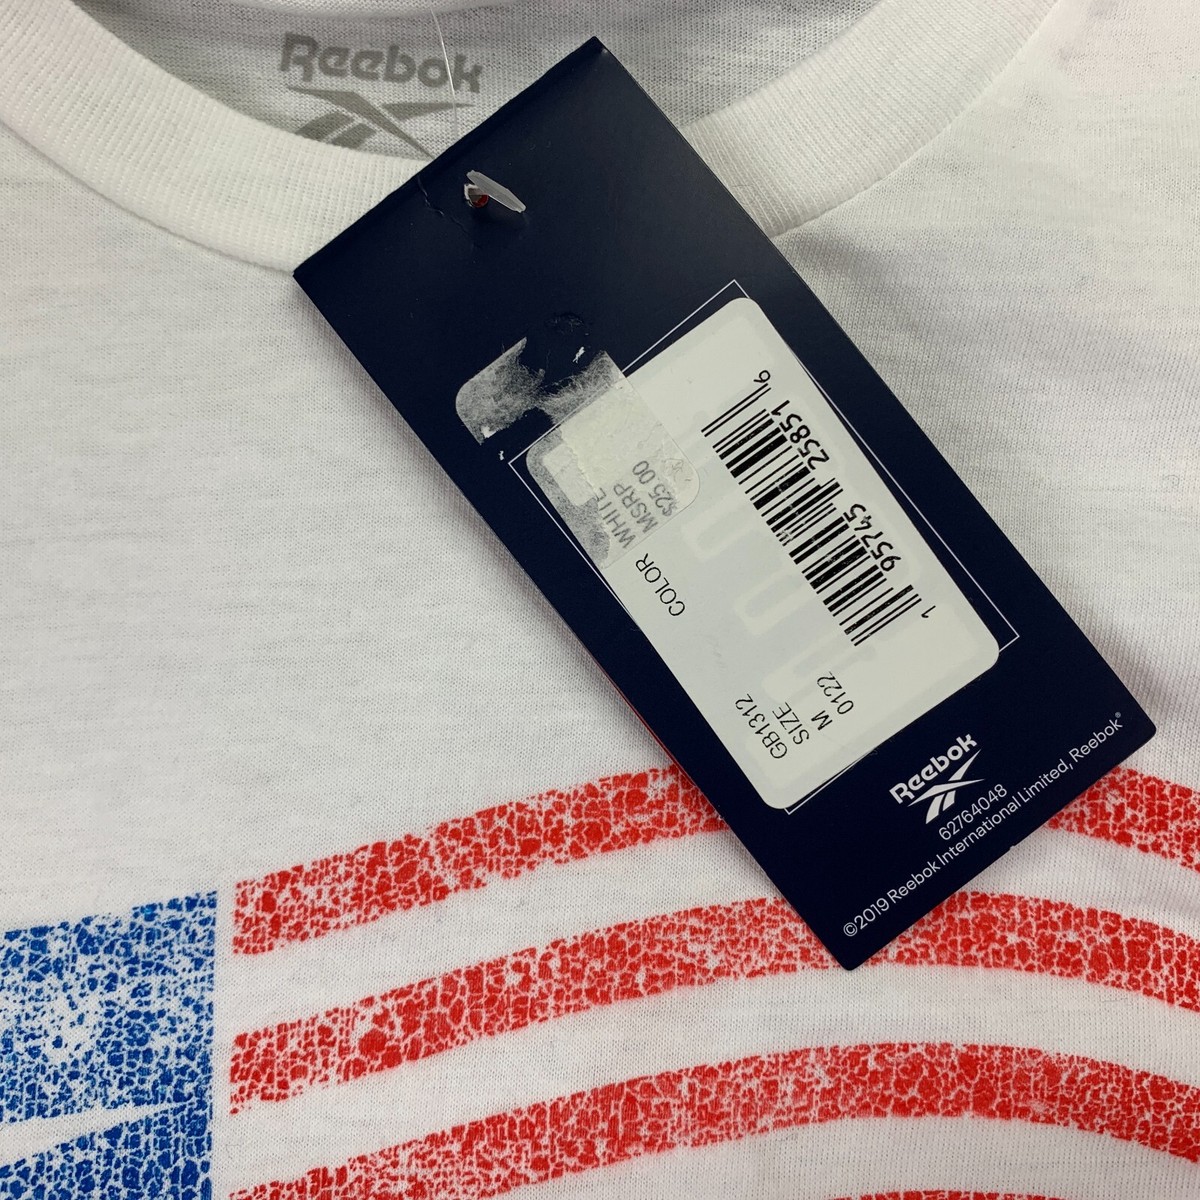 Reebok
1 95745 25851 6
GB1312
SIZE
M
0122
COLOR
WHITE
MSRP
$25.00
Reebok
62764048
©2019 Reebok International Limited, Reebok®